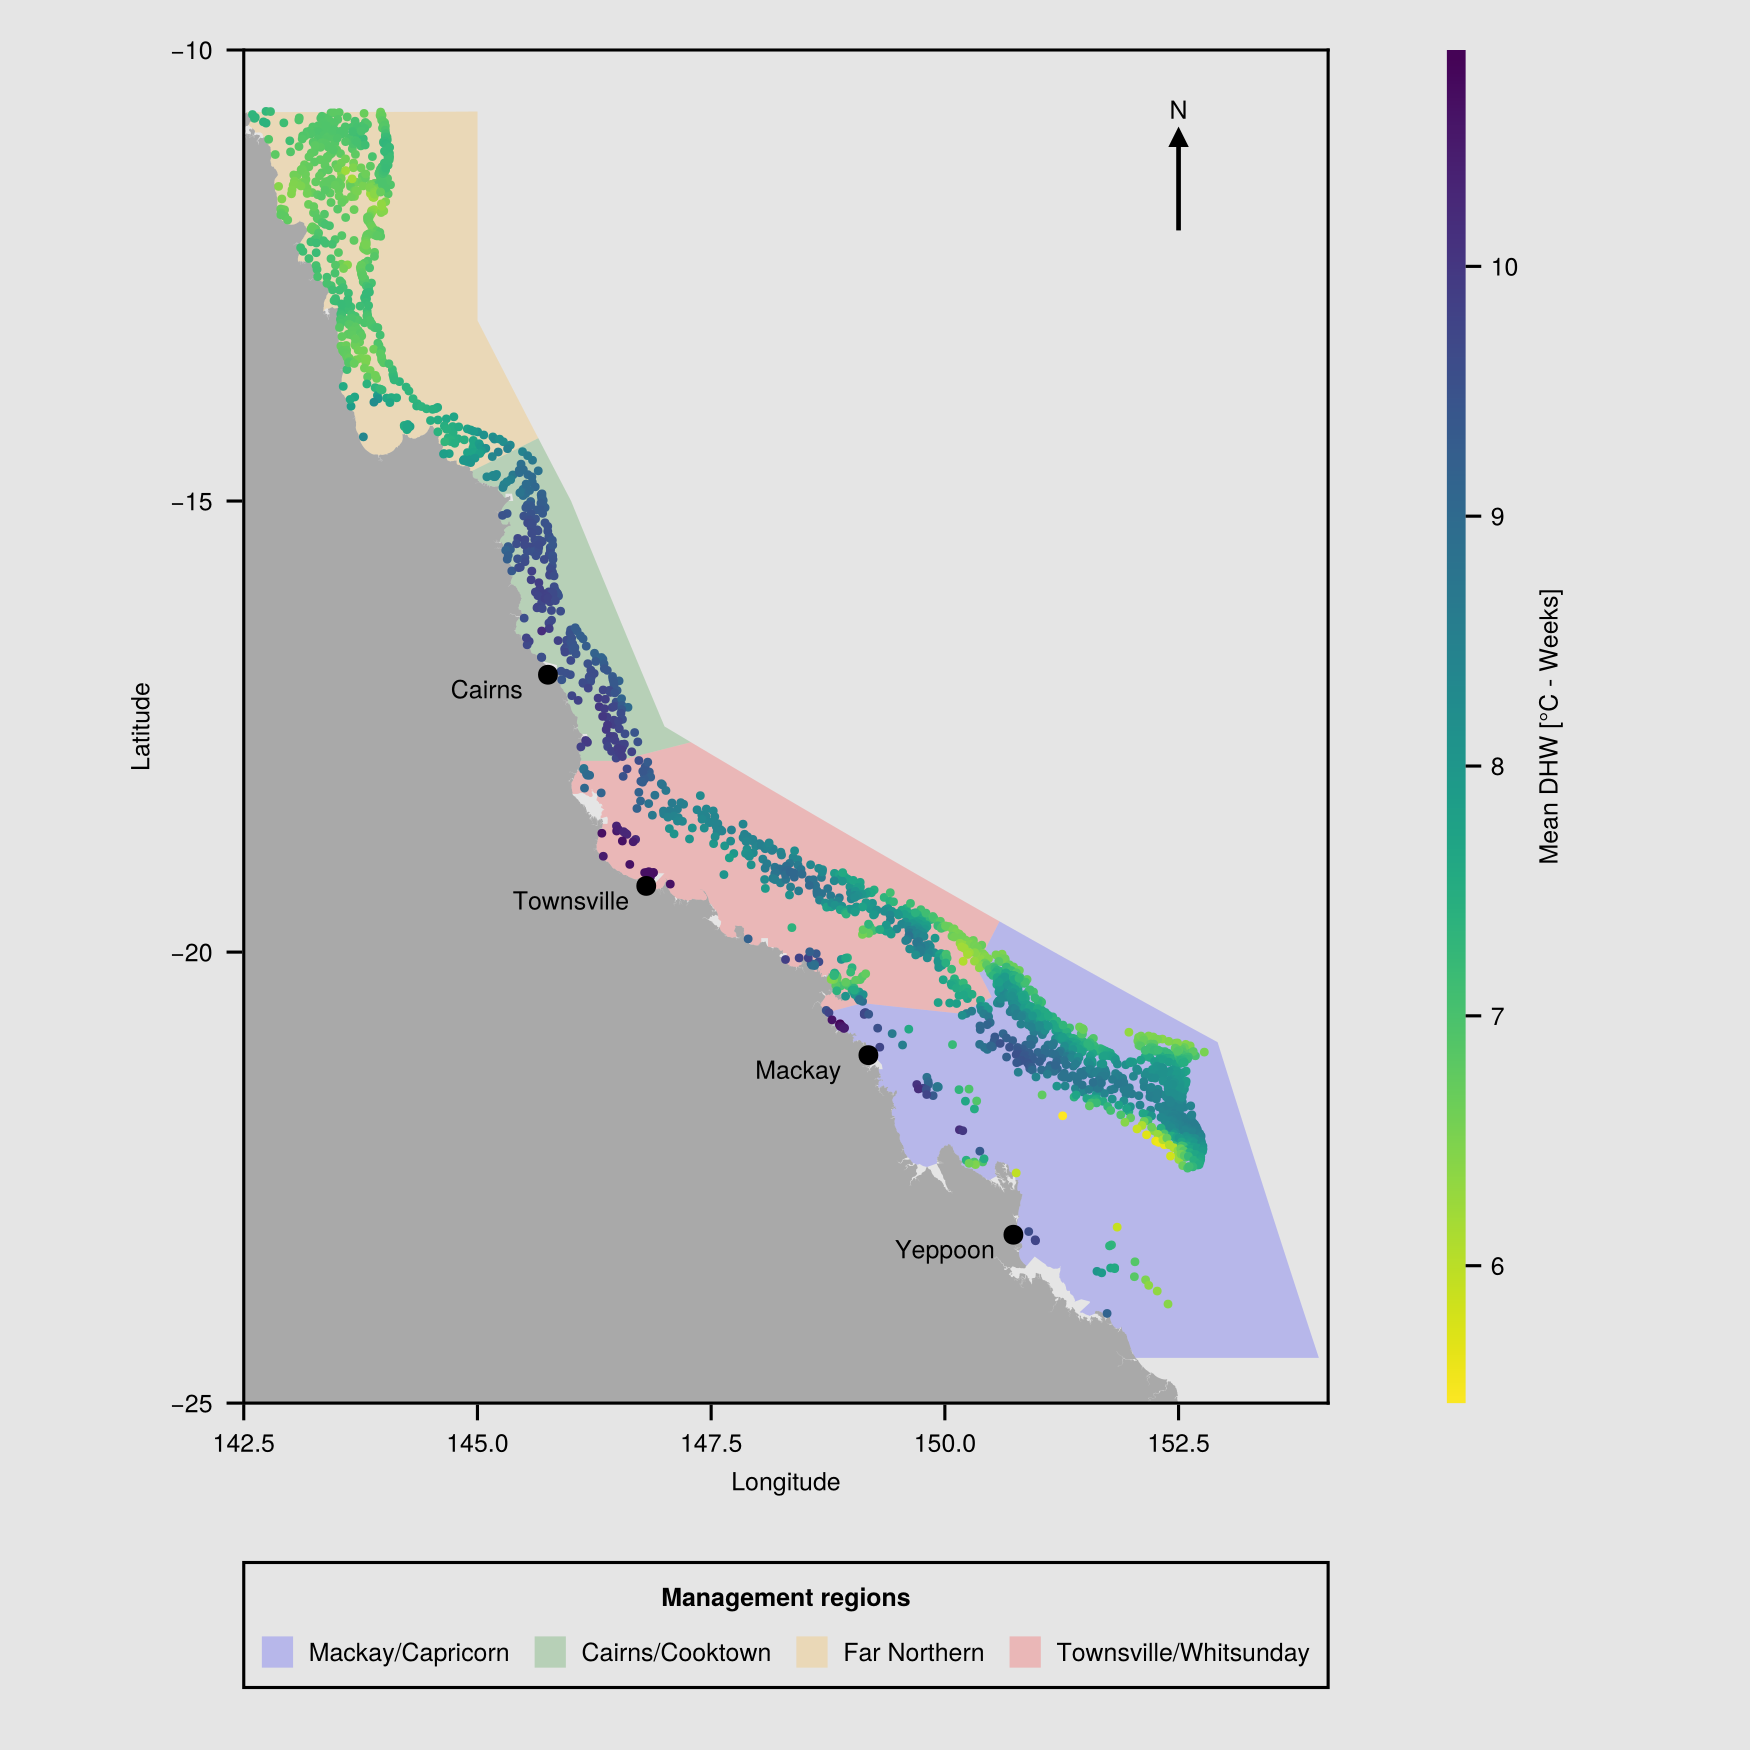 −10
−15
−20
−25
Latitude
N
Cairns
Townsville
Mackay
Yeppoon
142.5
145.0
147.5
150.0
152.5
Longitude
10
9
8
7
6
Mean DHW [°C - Weeks]
Management regions
Mackay/Capricorn
Cairns/Cooktown
Far Northern
Townsville/Whitsunday